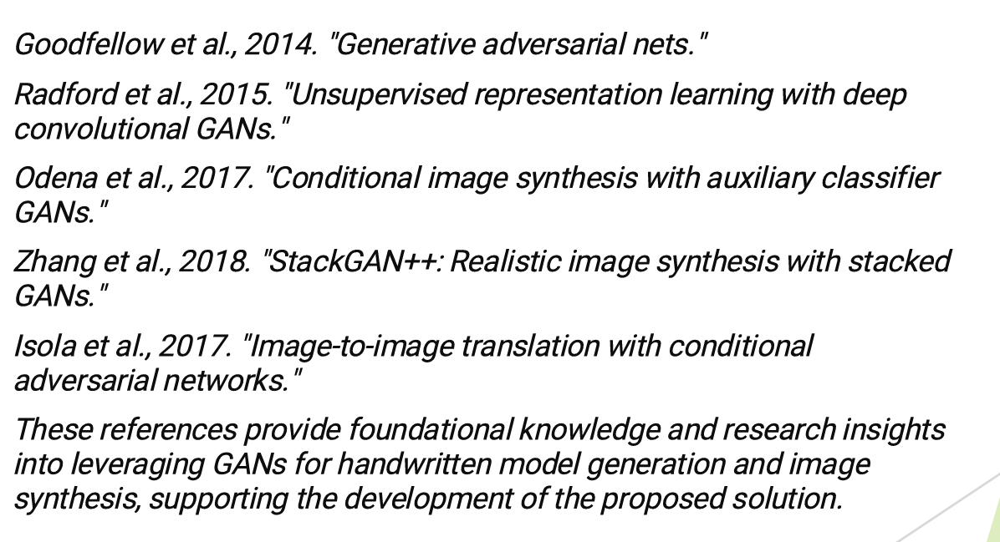 Goodfellow et al., 2014. "Generative adversarial nets."
Radford et al., 2015. "Unsupervised representation learning with deep
convolutional GANs."
Odena et al., 2017. "Conditional image synthesis with auxiliary classifier
GANs."
Zhang et al., 2018. "StackGAN++: Realistic image synthesis with stacked
GANs."
Isola et al., 2017. "Image-to-image translation with conditional
adversarial networks."
These references provide foundational knowledge and research insights
into leveraging GANs for handwritten model generation and image
synthesis, supporting the development of the proposed solution.